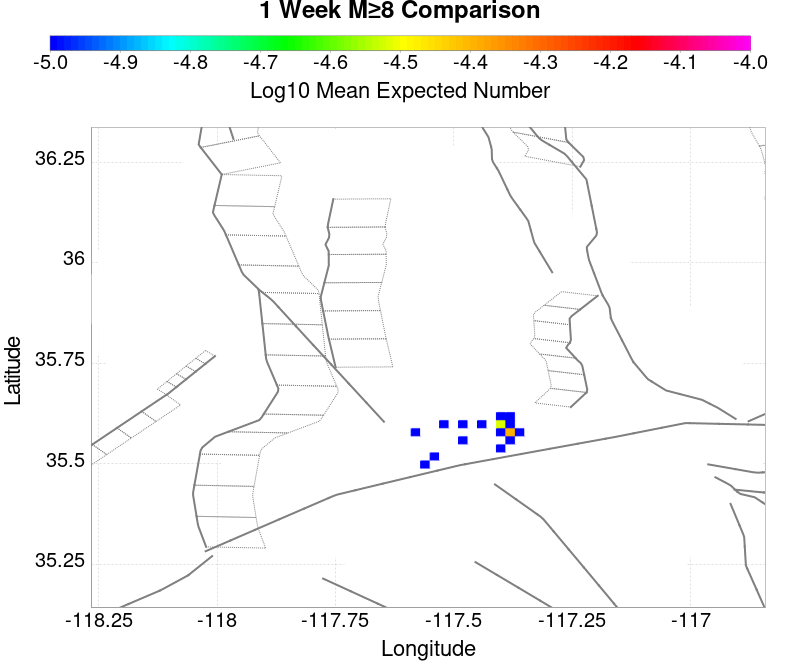 1 Week M≥8 Comparison
-5.0 -4.9 -4.8 -4.7 -4.6 -4.5 -4.4 -4.3 -4.2 -4.1 -4.0
Log10 Mean Expected Number
36.25
36
35.75
35.5
35.25
Latitude
-118.25 -118 -117.75 -117.5 -117.25 -117
Longitude